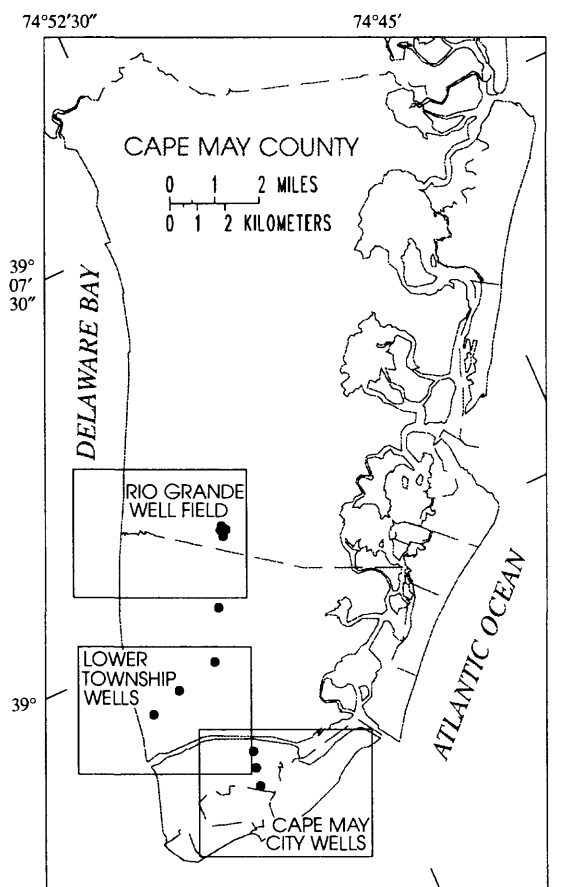 74°52'30"
74°45'
CAPE MAY COUNTY
0 1 2 MILES
0 1 2 KILOMETERS
39°
07'
30"
DELAWARE BAY
RIO GRANDE
WELL FIELD
LOWER
TOWNSHIP
WELLS
39°
ATLANTIC OCEAN
CAPE MAY
CITY WELLS